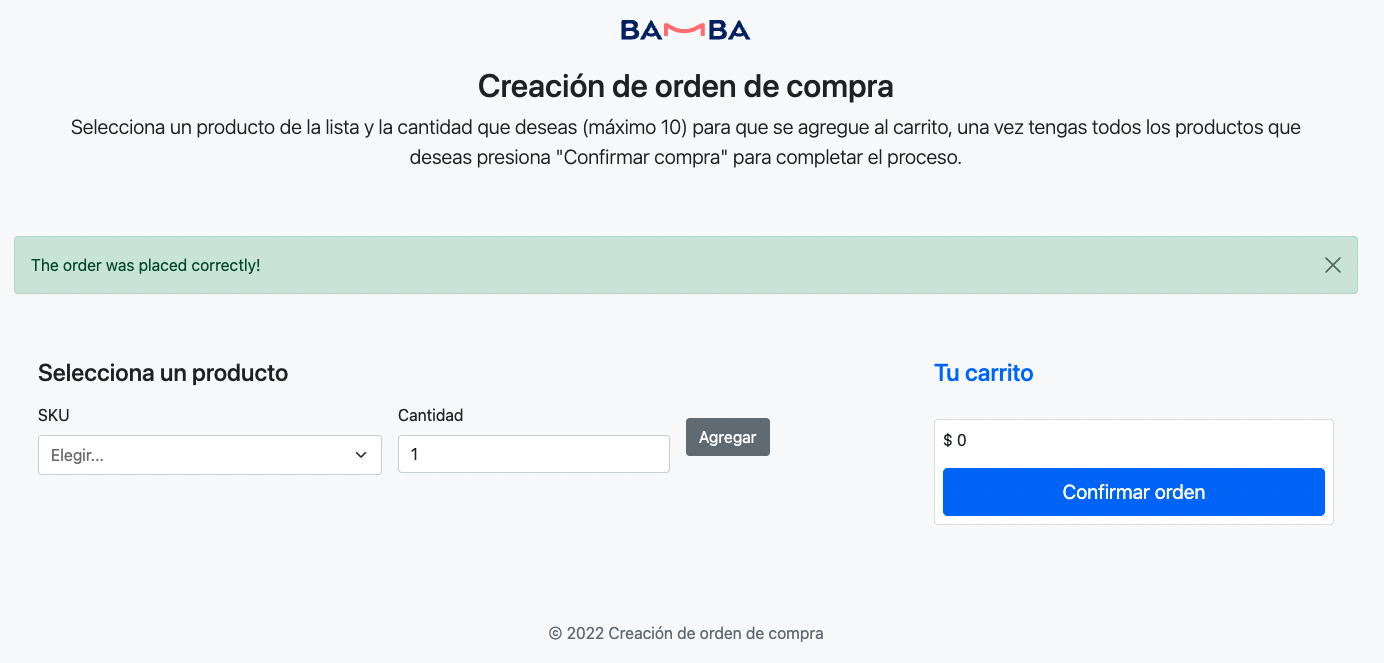 BAMBA
Creación de orden de compra
Selecciona un producto de la lista y la cantidad que deseas (máximo 10) para que se agregue al carrito, una vez tengas todos los productos que
deseas presiona "Confirmar compra" para completar el proceso.
The order was placed correctly!
Selecciona un producto
Tu carrito
SKU
Cantidad
Elegir...
1
Agregar
$ 0
Confirmar orden
© 2022 Creación de orden de compra